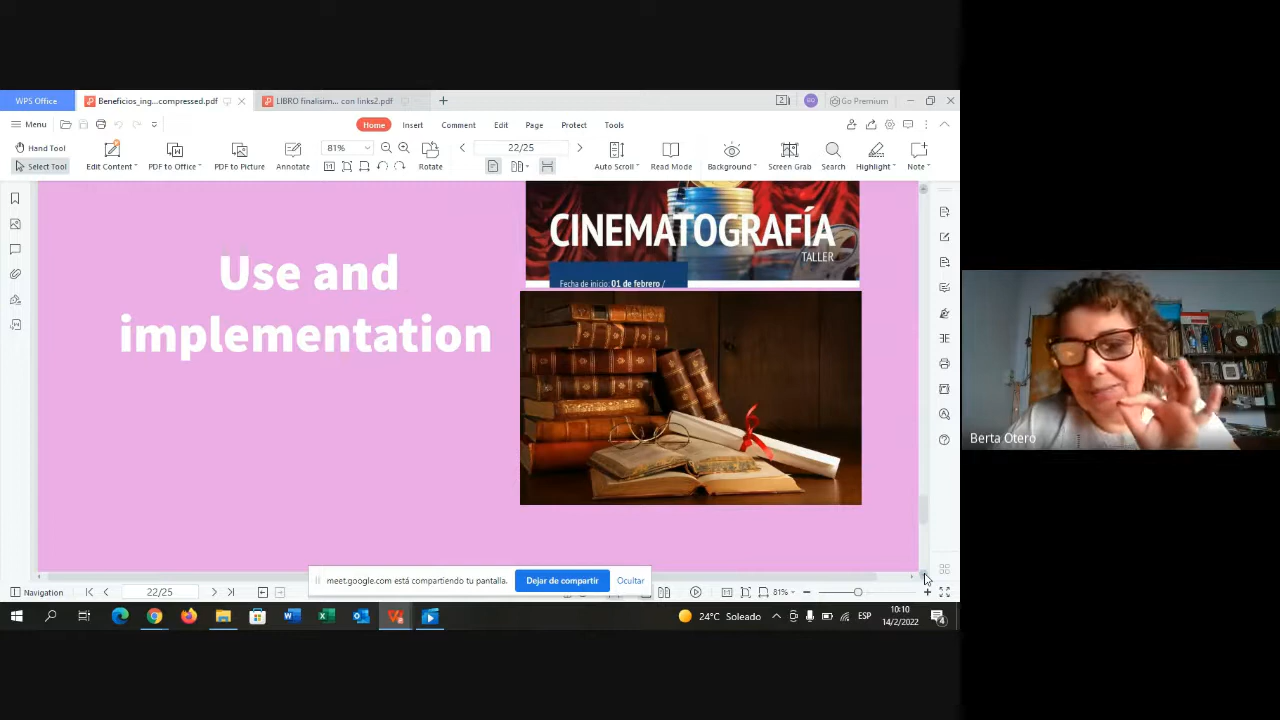 WPS Office
Beneficios_ing...compressed.pdf
LIBRO finalisim... con links2.pdf
2
Go Premium
Menu
Home
Insert
Comment
Edit
Page
Protect
Tools
Hand Tool
Select Tool
Edit Content
PDF to Office
PDF to Picture
Annotate
81%
22/25
Rotate
Auto Scroll
Read Mode
Background
Screen Grab
Search
Highlight
Note
CINEMATOGRAFÍA
TALLER
Fecha de inicio: 01 de febrero /
Use and
implementation
Berta Otero
meet.google.com está compartiendo tu pantalla.
Dejar de compartir
Ocultar
Navigation
22/25
81%
24°C Soleado
ESP
10:10
14/2/2022
4